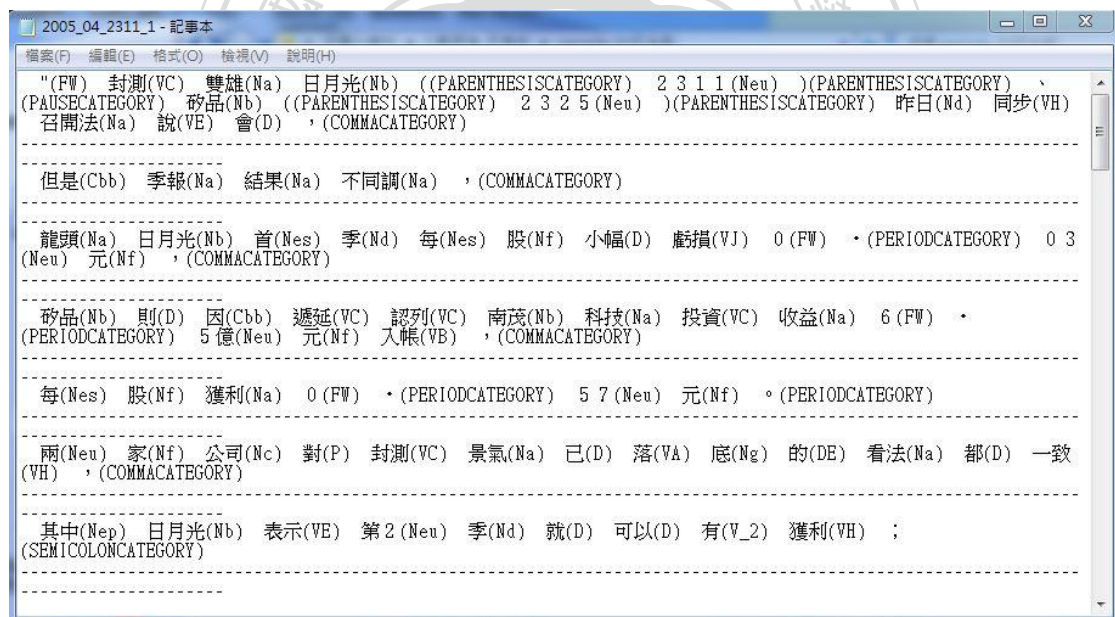 2005_04_2311_1 - 記事本
檔案(F) 編輯(E) 格式(O) 檢視(V) 說明(H)
"(FW) 封測(VC) 雙雄(Na) 日月光(Nb) ((PARENTHESISCATEGORY) 2311(Neu) )(PARENTHESISCATEGORY) 、
(PAUSECATEGORY) 矽品(Nb) ((PARENTHESISCATEGORY) 2325(Neu) )(PARENTHESISCATEGORY) 昨日(Nd) 同步(VH)
召開法(Na) 說(VE) 會(D) ,(COMMACATEGORY)
--------------------------------------------------------------------------------
--------------------
但是(Cbb) 季報(Na) 結果(Na) 不同調(Na) ,(COMMACATEGORY)
--------------------------------------------------------------------------------
--------------------
龍頭(Na) 日月光(Nb) 首(Nes) 季(Nd) 每(Nes) 股(Nf) 小幅(D) 虧損(VJ) 0(FW) ‧(PERIODCATEGORY) 03
(Neu) 元(Nf) ,(COMMACATEGORY)
--------------------------------------------------------------------------------
--------------------
矽品(Nb) 則(D) 因(Cbb) 遞延(VC) 認列(VC) 南茂(Nb) 科技(Na) 投資(VC) 收益(Na) 6(FW) ‧
(PERIODCATEGORY) 5億(Neu) 元(Nf) 入帳(VB) ,(COMMACATEGORY)
--------------------------------------------------------------------------------
--------------------
每(Nes) 股(Nf) 獲利(Na) 0(FW) ‧(PERIODCATEGORY) 57(Neu) 元(Nf) 。(PERIODCATEGORY)
--------------------------------------------------------------------------------
--------------------
兩(Neu) 家(Nf) 公司(Nc) 對(P) 封測(VC) 景氣(Na) 已(D) 落(VA) 底(Ng) 的(DE) 看法(Na) 都(D) 一致
(VH) ,(COMMACATEGORY)
--------------------------------------------------------------------------------
--------------------
其中(Nep) 日月光(Nb) 表示(VE) 第2(Neu) 季(Nd) 就(D) 可以(D) 有(V_2) 獲利(VH) ;
(SEMICOLONCATEGORY)
--------------------------------------------------------------------------------
--------------------